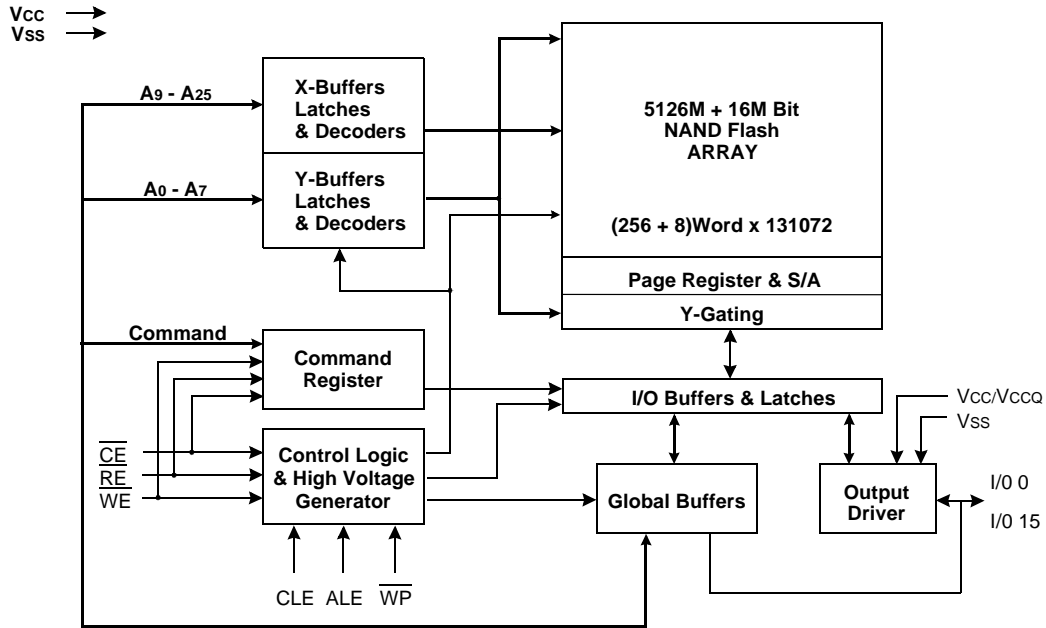 VCC
VSS
X-Buffers
Latches
& Decoders
A9 - A25
Y-Buffers
Latches
& Decoders
A0 - A7
5126M + 16M Bit
NAND Flash
ARRAY
(256 + 8)Word x 131072
Page Register & S/A
Y-Gating
Command
Command
Register
I/O Buffers & Latches
VCC/VCCQ
VSS
CE
RE
WE
Control Logic
& High Voltage
Generator
Global Buffers
Output
Driver
I/0 0
I/0 15
CLE ALE WP